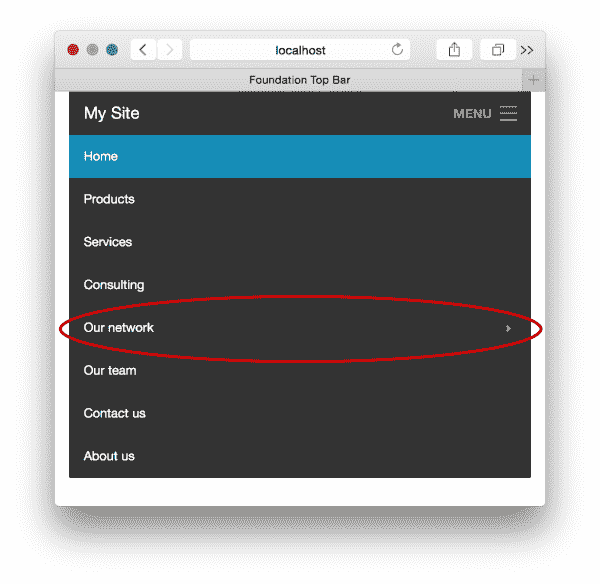 localhost
Foundation Top Bar
My Site MENU
Home
Products
Services
Consulting
Our network
Our team
Contact us
About us